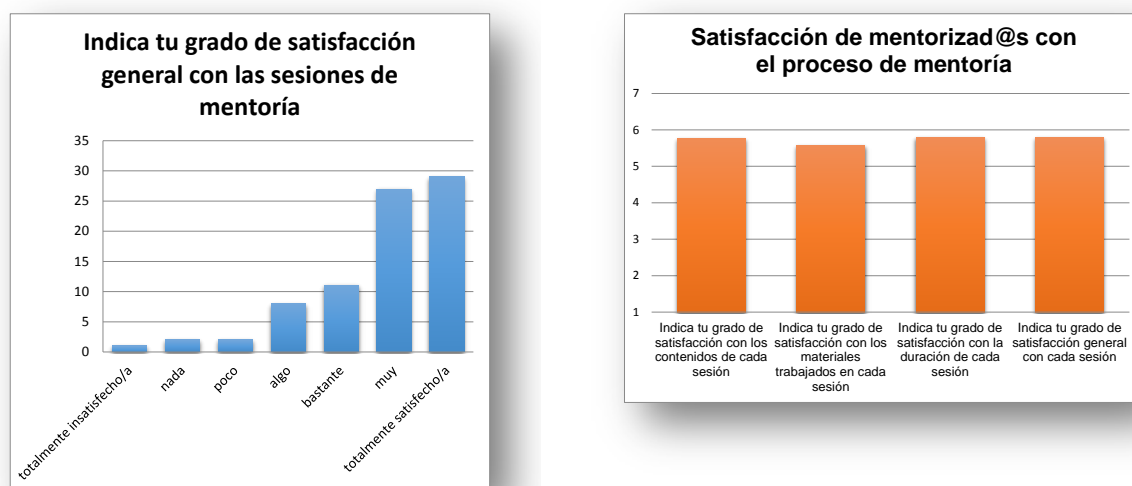 Indica tu grado de satisfacción
general con las sesiones de
mentoría
35
30
25
20
15
10
5
0
totalmente insatisfecho/a
nada
poco
algo
bastante
muy
totalmente satisfecho/a
Satisfacción de mentorizad@s con
el proceso de mentoría
7
6
5
4
3
2
1
Indica tu grado de
satisfacción con los
contenidos de cada
sesión
Indica tu grado de
satisfacción con los
materiales
trabajados en cada
sesión
Indica tu grado de
satisfacción con la
duración de cada
sesión
Indica tu grado de
satisfacción general
con cada sesión